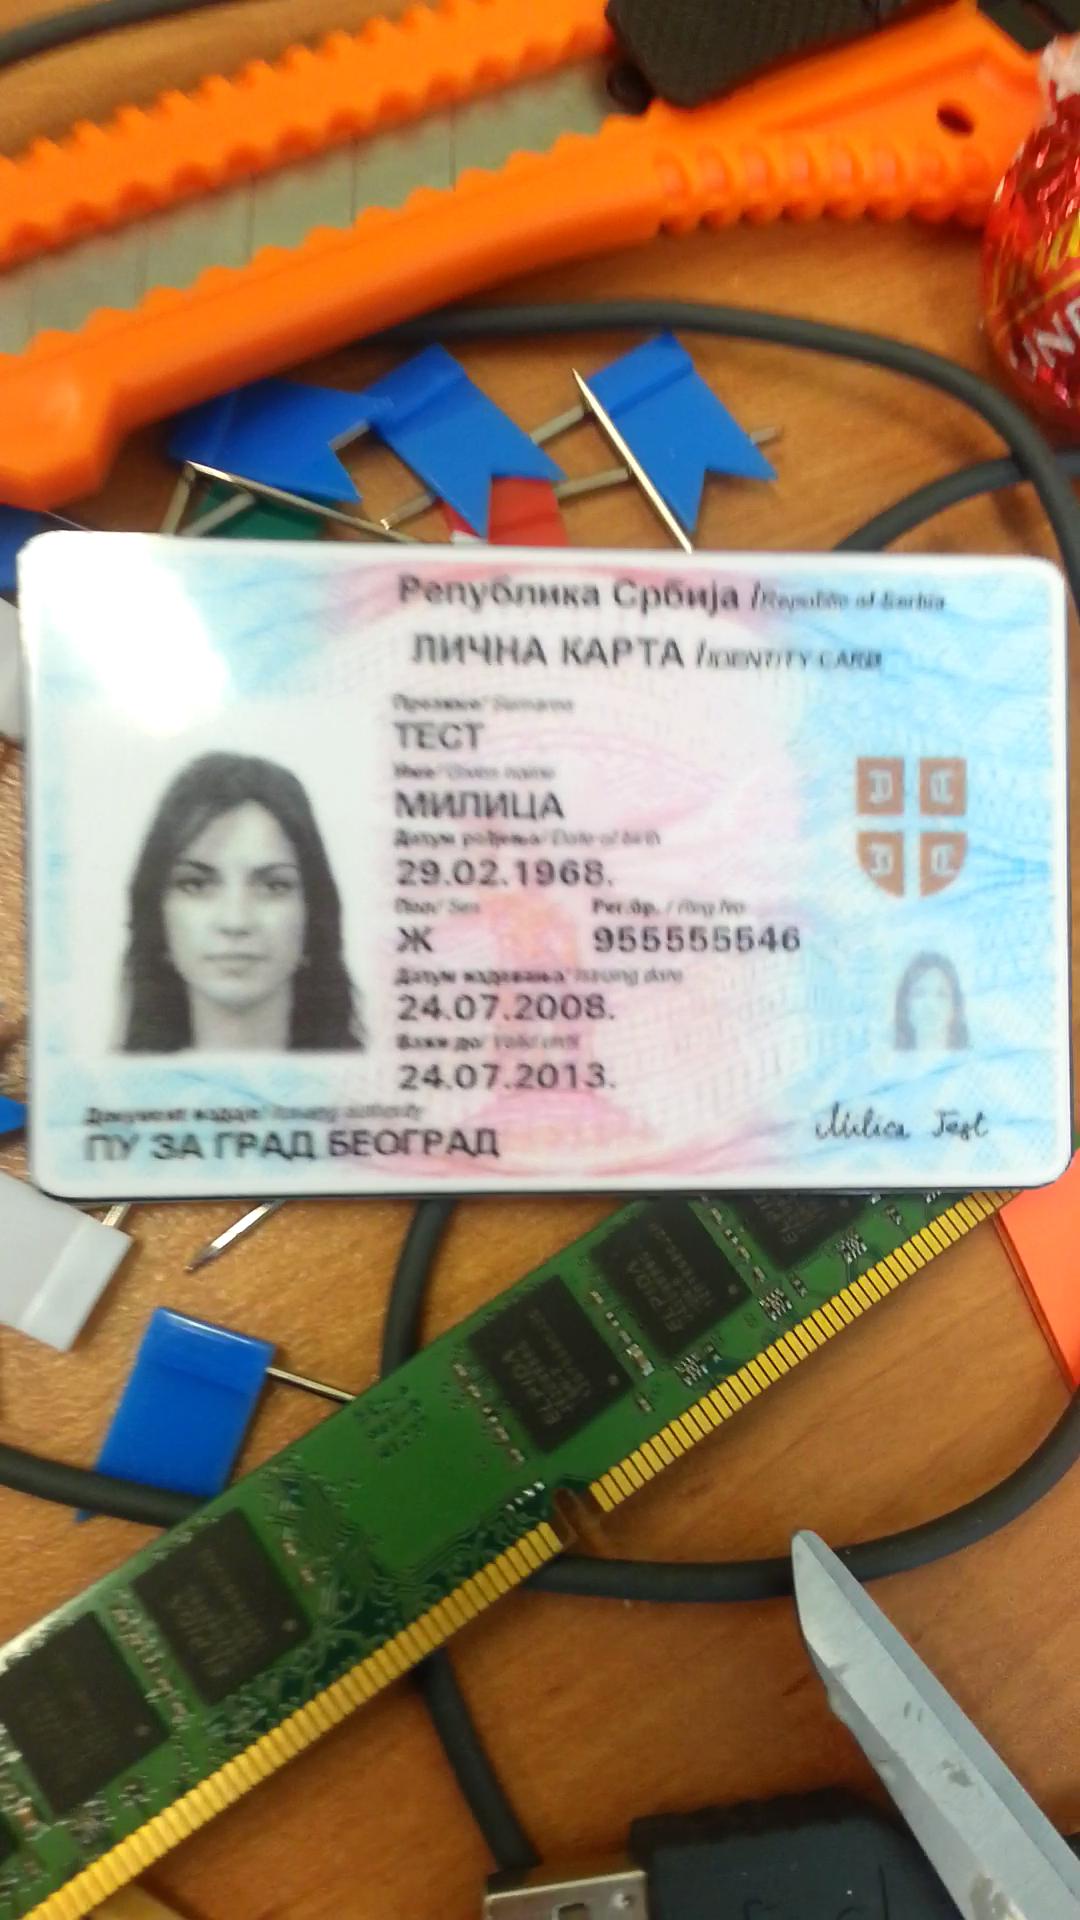 Република Србија / Republic of Serbia
ЛИЧНА КАРТА / IDENTITY CARD
Презиме / Surname
ТЕСТ
Име / Given name
МИЛИЦА
Датум рођења / Date of birth
29.02.1968.
Пол / Sex Рег.бр. / Reg.No.
Ж 955555546
Датум издавања / Issuing date
24.07.2008.
Важи до / Valid until
24.07.2013.
Документ издаје / Issuing authority
ПУ ЗА ГРАД БЕОГРАД
Milica Test
ELPIDA
ELPIDA